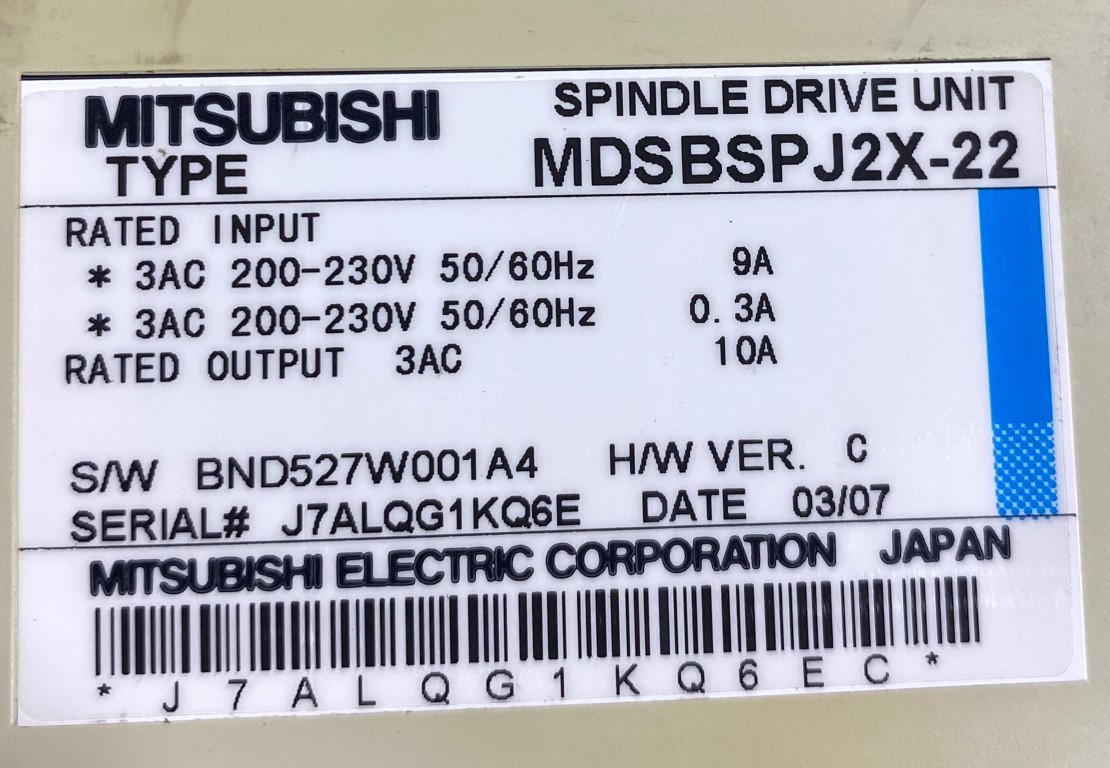 MITSUBISHI SPINDLE DRIVE UNIT
TYPE MDSBSPJ2X-22
RATED INPUT
* 3AC 200-230V 50/60Hz 9A
* 3AC 200-230V 50/60Hz 0.3A
RATED OUTPUT 3AC 10A
S/W BND527W001A4 H/W VER. C
SERIAL# J7ALQG1KQ6E DATE 03/07
MITSUBISHI ELECTRIC CORPORATION JAPAN
* J 7 A L Q G 1 K Q 6 E C *